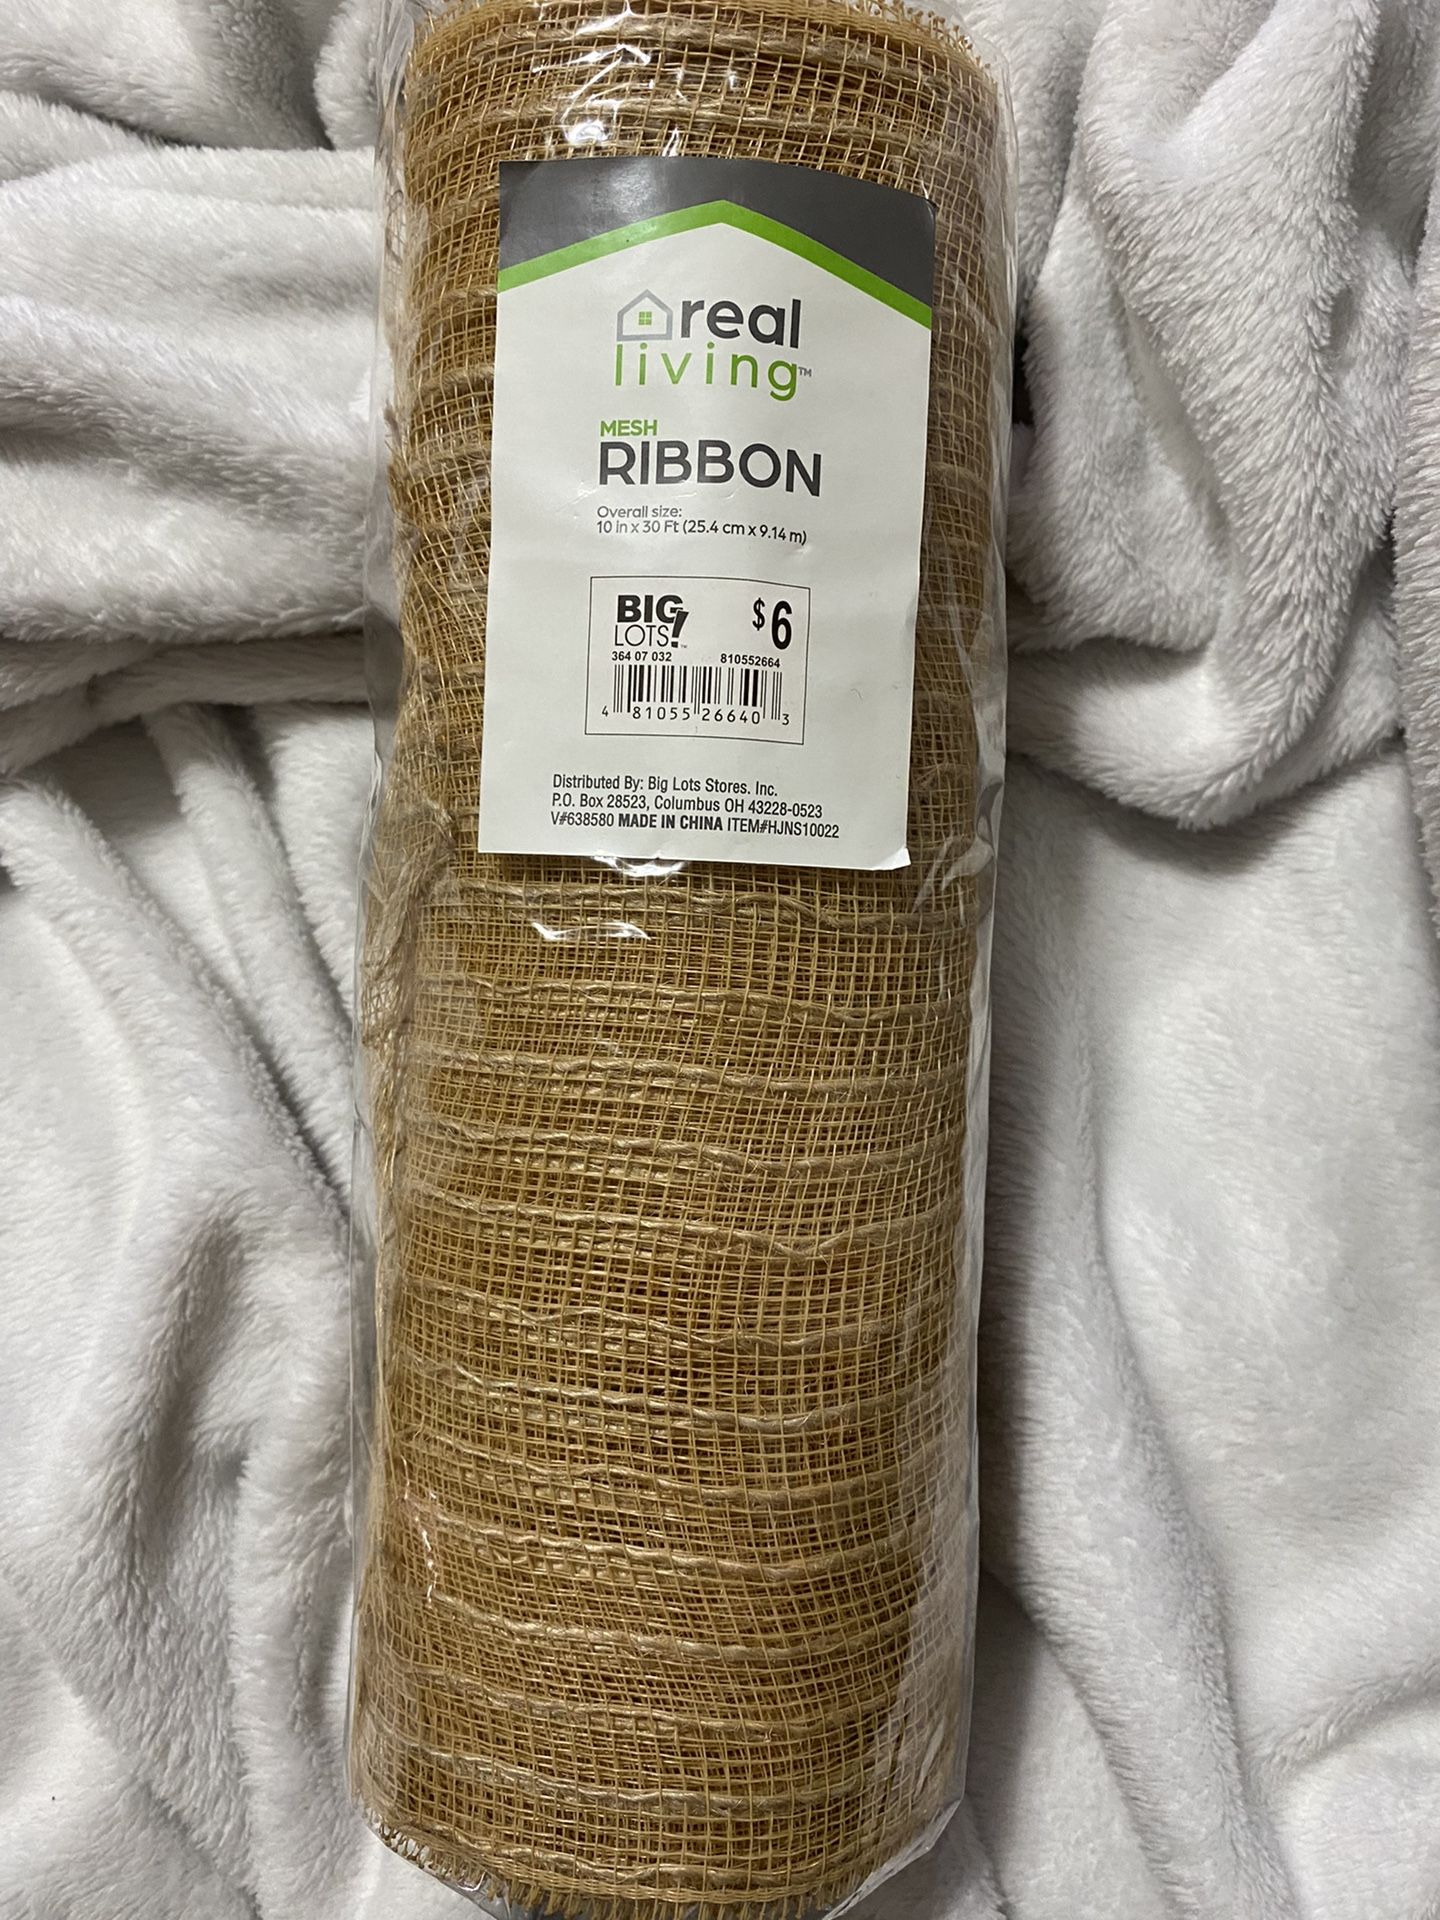 real
living™
MESH
RIBBON
Overall size:
10 in x 30 Ft (25.4 cm x 9.14 m)
BIG $6
LOTS!™
364 07 032 810552664
4 81055 26640 3
Distributed By: Big Lots Stores. Inc.
P.O. Box 28523, Columbus OH 43228-0523
V#638580 MADE IN CHINA ITEM#HJNS10022